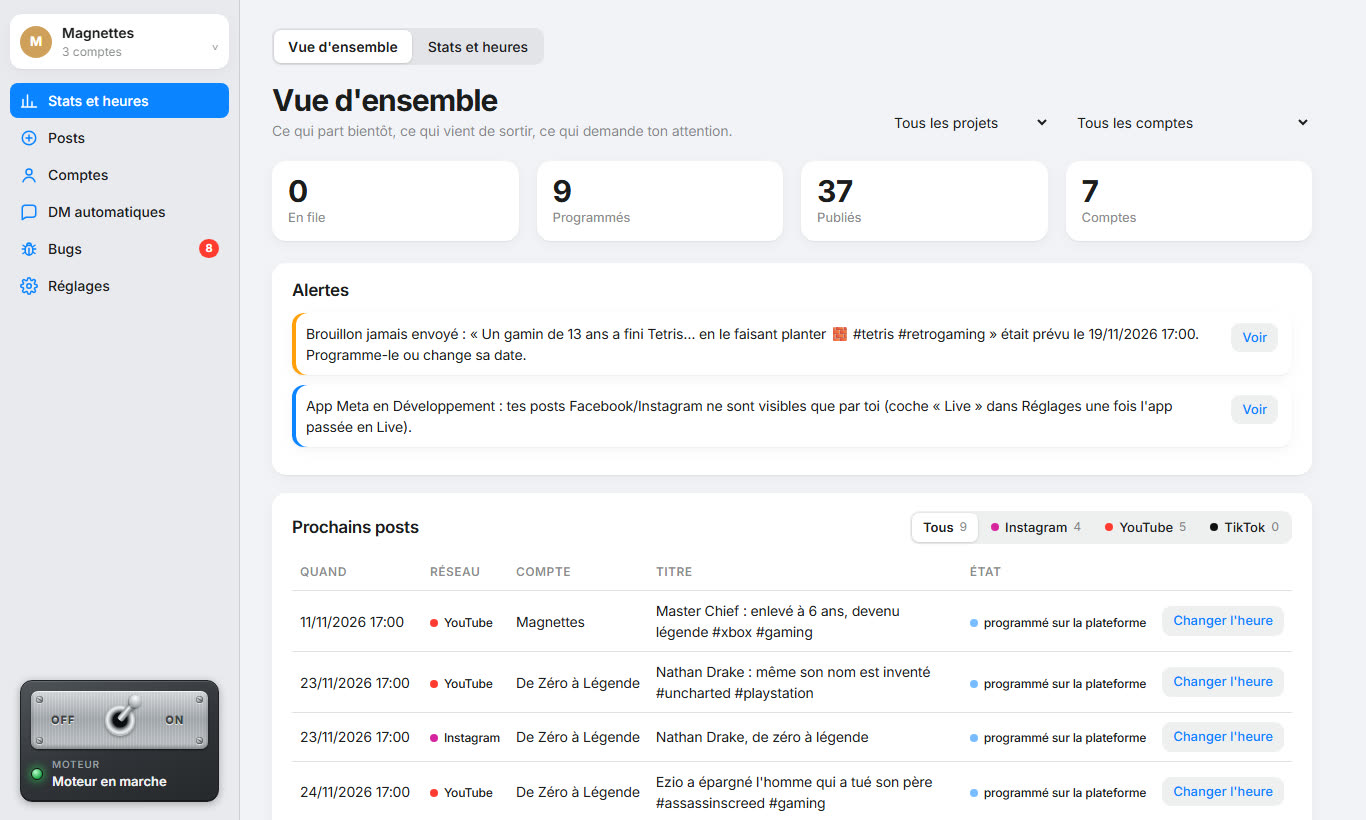 M
Magnettes
3 comptes
v
Stats et heures
Posts
Comptes
DM automatiques
Bugs
8
Réglages
OFF
ON
MOTEUR
Moteur en marche
Vue d'ensemble
Stats et heures
Vue d'ensemble
Ce qui part bientôt, ce qui vient de sortir, ce qui demande ton attention.
Tous les projets
Tous les comptes
0
En file
9
Programmés
37
Publiés
7
Comptes
Alertes
Brouillon jamais envoyé : « Un gamin de 13 ans a fini Tetris... en le faisant planter 🧱 #tetris #retrogaming » était prévu le 19/11/2026 17:00.
Programme-le ou change sa date.
Voir
App Meta en Développement : tes posts Facebook/Instagram ne sont visibles que par toi (coche « Live » dans Réglages une fois l'app
passée en Live).
Voir
Prochains posts
Tous 9
Instagram 4
YouTube 5
TikTok 0
QUAND RÉSEAU COMPTE TITRE ÉTAT
11/11/2026 17:00 YouTube Magnettes Master Chief : enlevé à 6 ans, devenu
légende #xbox #gaming
programmé sur la plateforme Changer l'heure
23/11/2026 17:00 YouTube De Zéro à Légende Nathan Drake : même son nom est inventé
#uncharted #playstation
programmé sur la plateforme Changer l'heure
23/11/2026 17:00 Instagram De Zéro à Légende Nathan Drake, de zéro à légende programmé sur la plateforme Changer l'heure
24/11/2026 17:00 YouTube De Zéro à Légende Ezio a épargné l'homme qui a tué son père
#assassinscreed #gaming
programmé sur la plateforme Changer l'heure